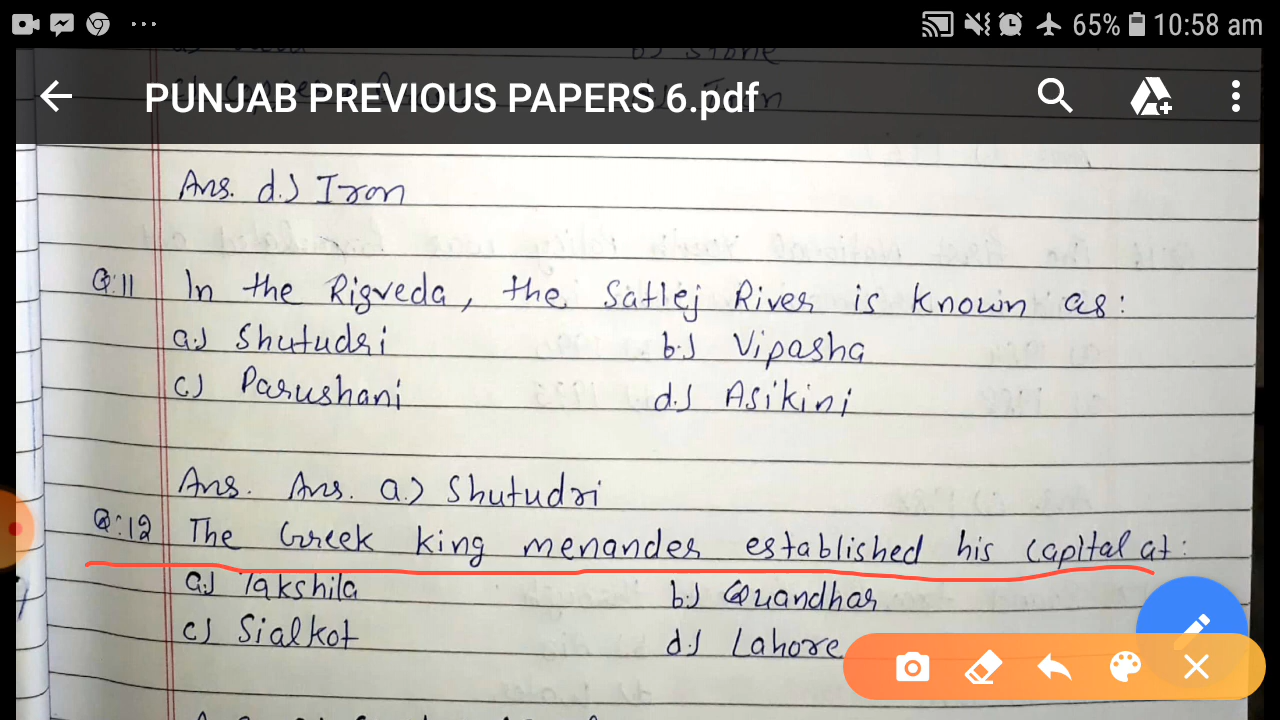 65% 10:58 am
b) Stone
PUNJAB PREVIOUS PAPERS 6.pdf
Ans. d.) Iron
Q:11 In the Rigveda, the Satlej River is known as:
a.) Shutudri b.) Vipasha
c) Parushani d.) Asikini
Ans. Ans. a.) Shutudri
Q:12 The Greek king menander established his capital at:
a.) Takshila b.) Quandhar
c) Sialkot d.) Lahore